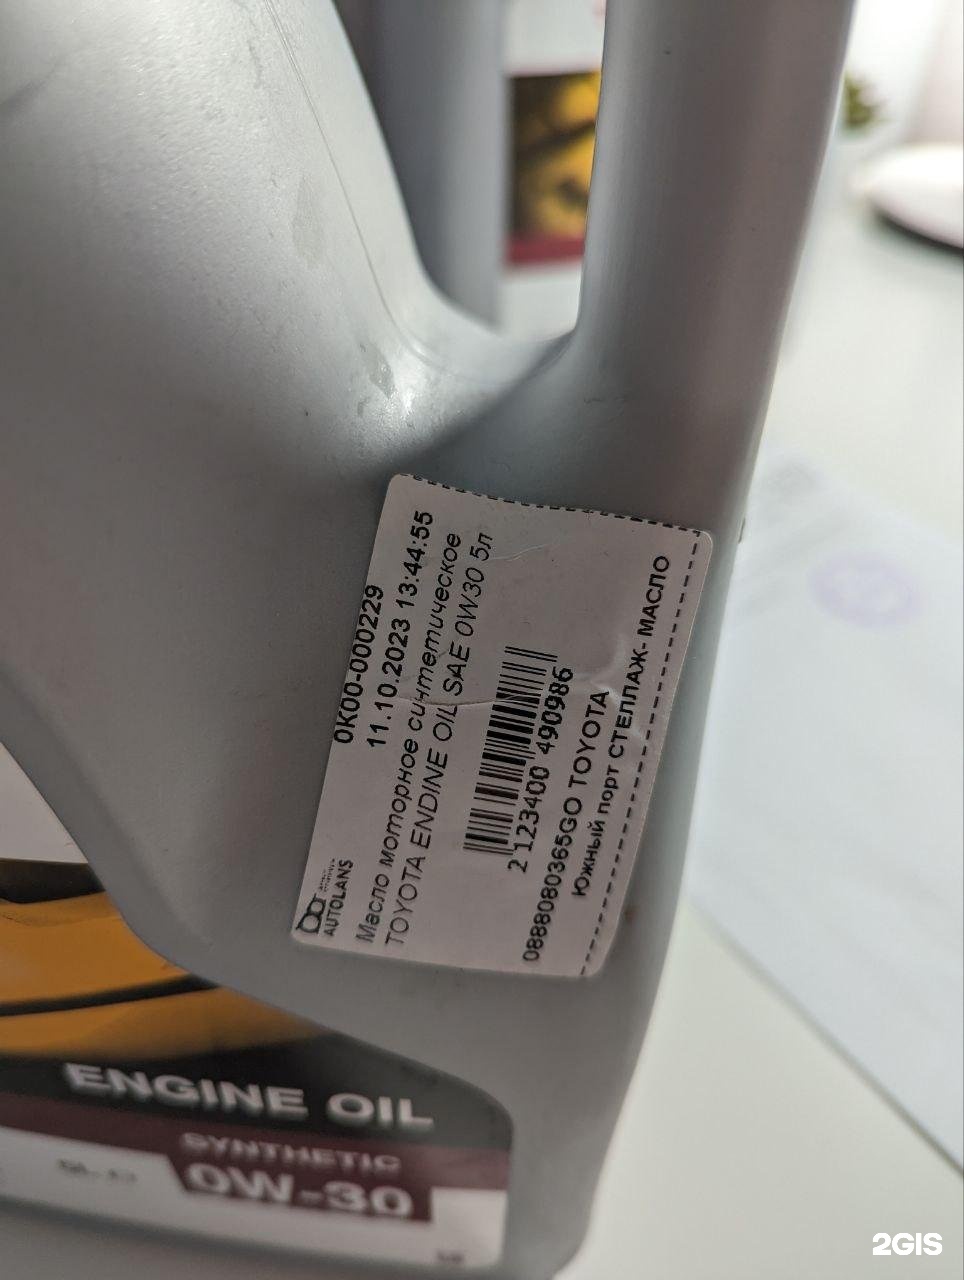 0K00-000229
11.10.2023 13:44:55
AUTOLANS
Масло моторное синтетическое
TOYOTA ENDINE OIL SAE 0W30 5л
2 123400 490986
0888080365GO TOYOTA
Южный порт СТЕЛЛАЖ- МАСЛО
ENGINE OIL
SYNTHETIC
0W-30
2GIS